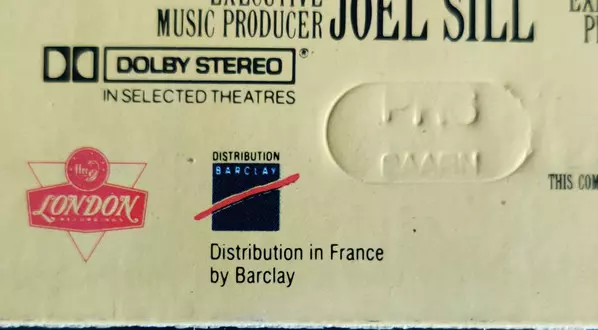 EXECUTIVE
MUSIC PRODUCER JOEL SILL
DOLBY STEREO ®
IN SELECTED THEATRES
LONDON
RECORDINGS
DISTRIBUTION
BARCLAY
Distribution in France
by Barclay
THIS COM